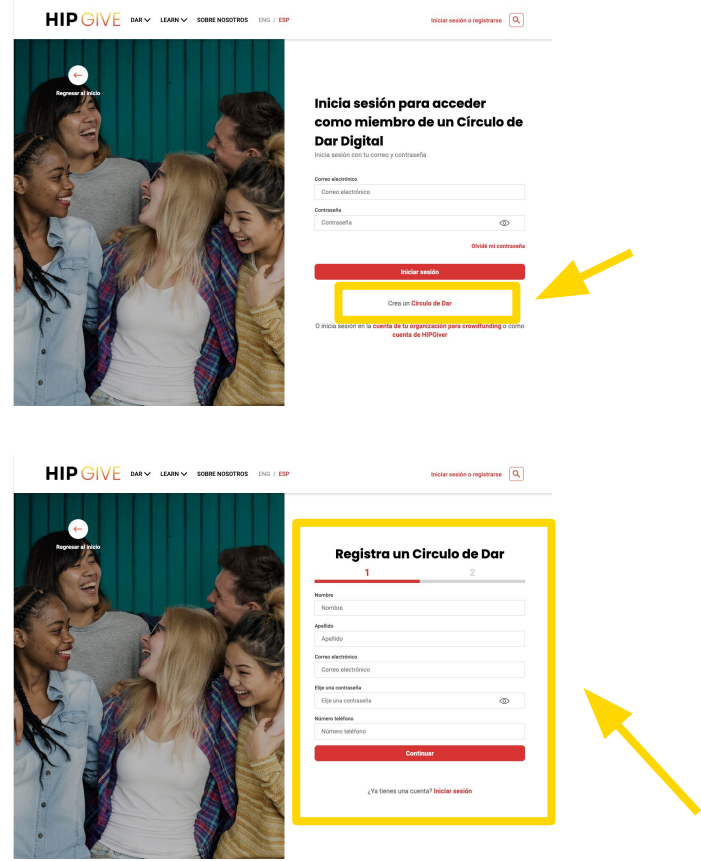 HIPGIVE DAR LEARN SOBRE NOSOTROS ENG / ESP Iniciar sesión o registrarse
Regresar al inicio
Inicia sesión para acceder
como miembro de un Círculo de
Dar Digital
Inicia sesión con tu correo y contraseña
Correo electrónico
Correo electrónico
Contraseña
Contraseña
Olvidé mi contraseña
Iniciar sesión
Crea un Círculo de Dar
O inicia sesión en la cuenta de tu organización para crowdfunding o como
cuenta de HIPGiver
HIPGIVE DAR LEARN SOBRE NOSOTROS ENG / ESP Iniciar sesión o registrarse
Regresar al inicio
Registra un Circulo de Dar
1 2
Nombre
Nombre
Apellido
Apellido
Correo electrónico
Correo electrónico
Elije una contraseña
Elije una contraseña
Número teléfono
Número teléfono
Continuar
¿Ya tienes una cuenta? Iniciar sesión